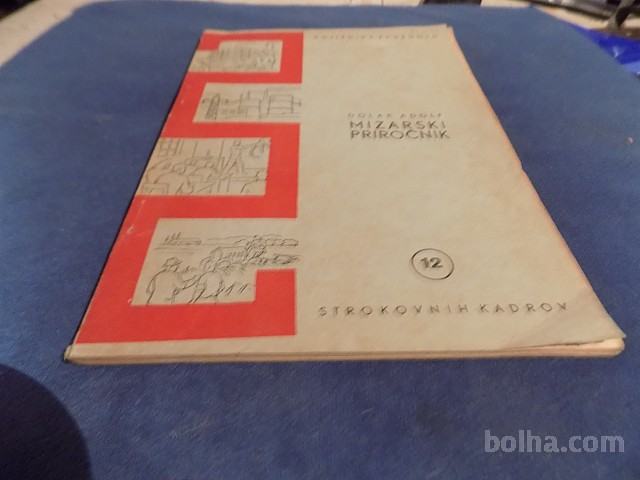 DOLAR ADOLF
MIZARSKI
PRIROČNIK
12
STROKOVNIH KADROV
bolha.com